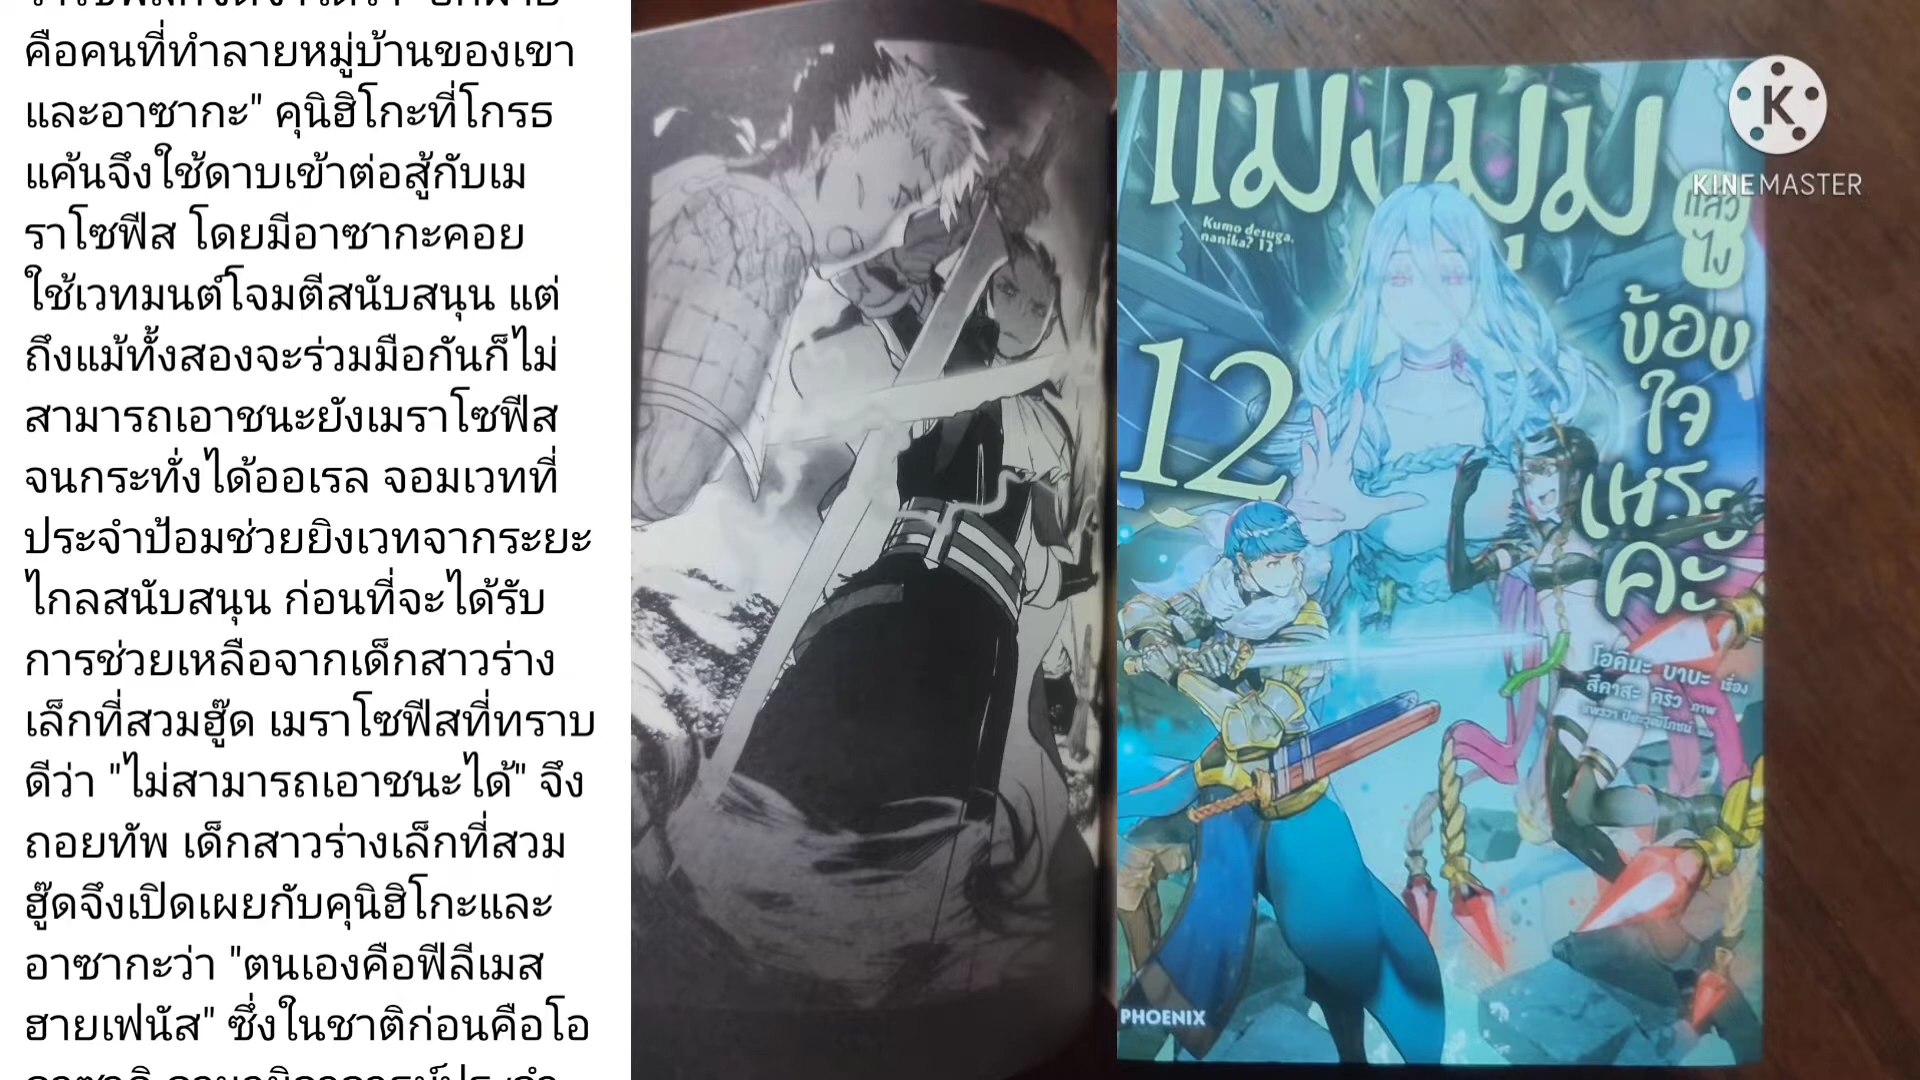 คือคนที่ทำลายหมู่บ้านของเขา
และอาซากะ" คุนิฮิโกะที่โกรธ
แค้นจึงใช้ดาบเข้าต่อสู้กับเม
ราโซฟีส โดยมีอาซากะคอย
ใช้เวทมนต์โจมตีสนับสนุน แต่
ถึงแม้ทั้งสองจะร่วมมือกันก็ไม่
สามารถเอาชนะยังเมราโซฟีส
จนกระทั่งได้ออเรล จอมเวทที่
ประจำป้อมช่วยยิงเวทจากระยะ
ไกลสนับสนุน ก่อนที่จะได้รับ
การช่วยเหลือจากเด็กสาวร่าง
เล็กที่สวมฮู๊ด เมราโซฟีสที่ทราบ
ดีว่า "ไม่สามารถเอาชนะได้" จึง
ถอยทัพ เด็กสาวร่างเล็กที่สวม
ฮู๊ดจึงเปิดเผยกับคุนิฮิโกะและ
อาซากะว่า "ตนเองคือฟีลีเมส
ฮายเฟนัส" ซึ่งในชาติก่อนคือโอ
แมงมุม
แล้ว
ไง
Kumo desuga,
nanika? 12
ข้อง
ใจ
เหรอ
คะ
12
โอคินะ บาบะ เรื่อง
สึคาสะ คิริว ภาพ
PHOENIX
K
KINEMASTER